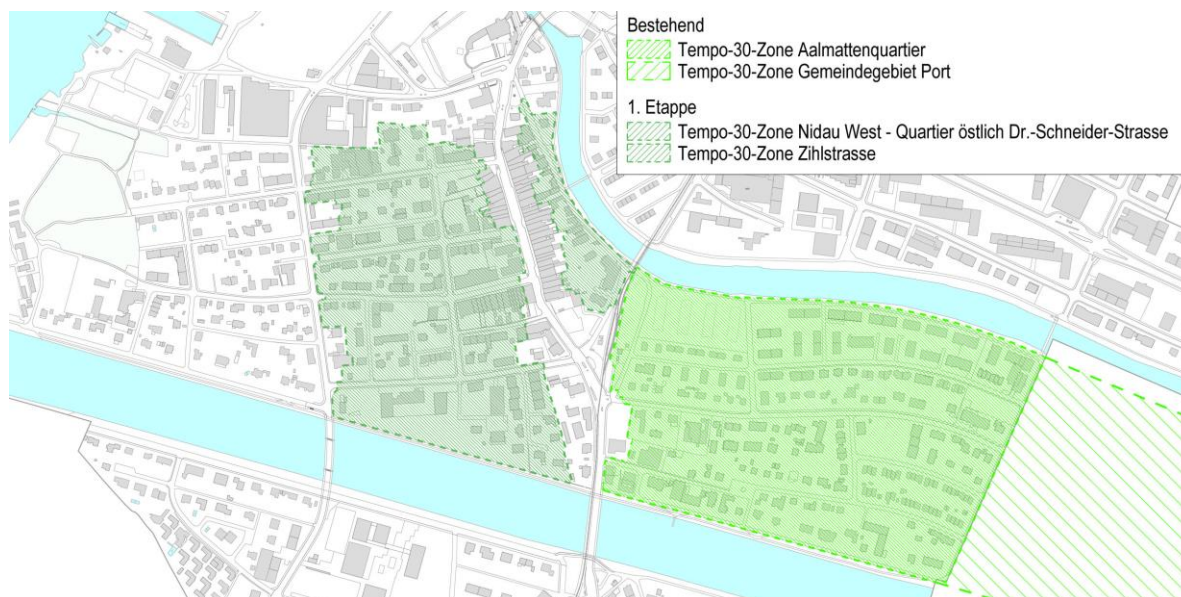 Bestehend
Tempo-30-Zone Aalmattenquartier
Tempo-30-Zone Gemeindegebiet Port
1. Etappe
Tempo-30-Zone Nidau West - Quartier östlich Dr.-Schneider-Strasse
Tempo-30-Zone Zihlstrasse